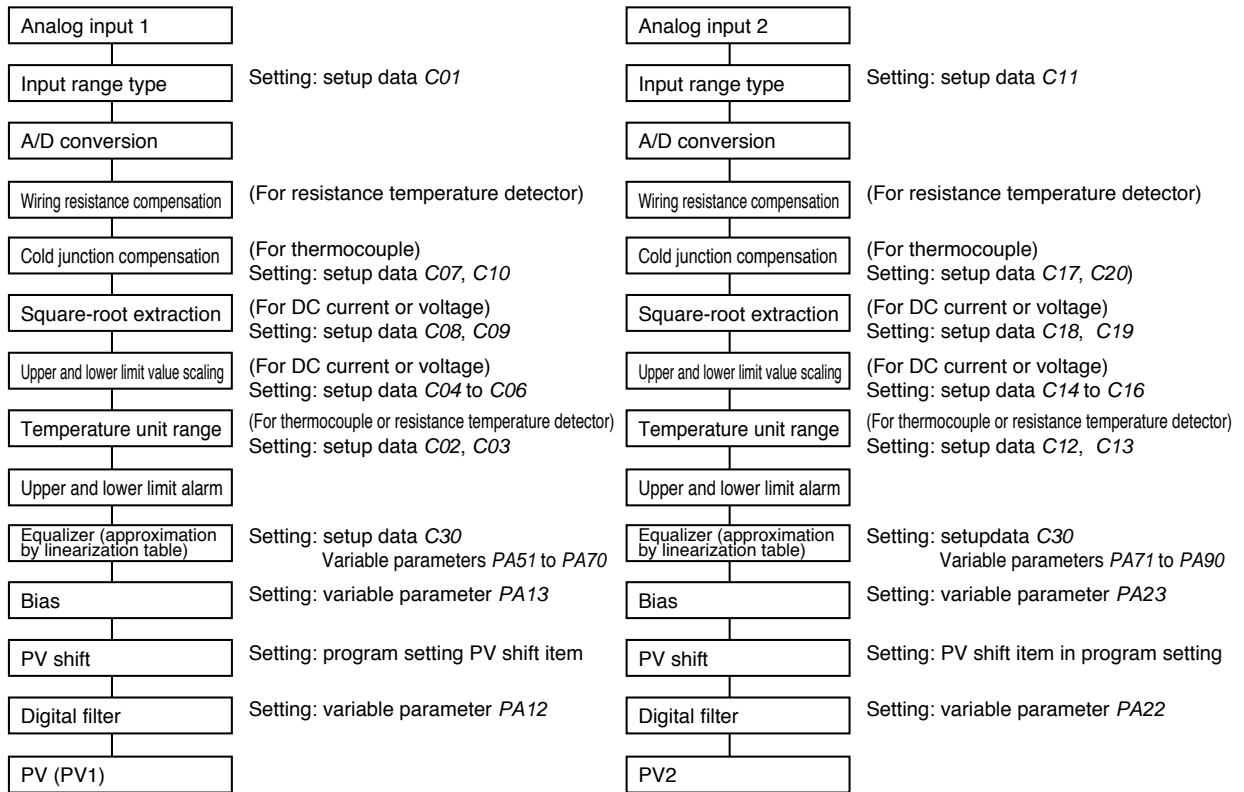 Analog input 1
Input range type
Setting: setup data C01
A/D conversion
Wiring resistance compensation
(For resistance temperature detector)
Cold junction compensation
(For thermocouple)
Setting: setup data C07, C10
Square-root extraction
(For DC current or voltage)
Setting: setup data C08, C09
Upper and lower limit value scaling
(For DC current or voltage)
Setting: setup data C04 to C06
Temperature unit range
(For thermocouple or resistance temperature detector)
Setting: setup data C02, C03
Upper and lower limit alarm
Equalizer (approximation
by linearization table)
Setting: setup data C30
Variable parameters PA51 to PA70
Bias
Setting: variable parameter PA13
PV shift
Setting: program setting PV shift item
Digital filter
Setting: variable parameter PA12
PV (PV1)
Analog input 2
Input range type
Setting: setup data C11
A/D conversion
Wiring resistance compensation
(For resistance temperature detector)
Cold junction compensation
(For thermocouple)
Setting: setup data C17, C20)
Square-root extraction
(For DC current or voltage)
Setting: setup data C18, C19
Upper and lower limit value scaling
(For DC current or voltage)
Setting: setup data C14 to C16
Temperature unit range
(For thermocouple or resistance temperature detector)
Setting: setup data C12, C13
Upper and lower limit alarm
Equalizer (approximation
by linearization table)
Setting: setupdata C30
Variable parameters PA71 to PA90
Bias
Setting: variable parameter PA23
PV shift
Setting: PV shift item in program setting
Digital filter
Setting: variable parameter PA22
PV2